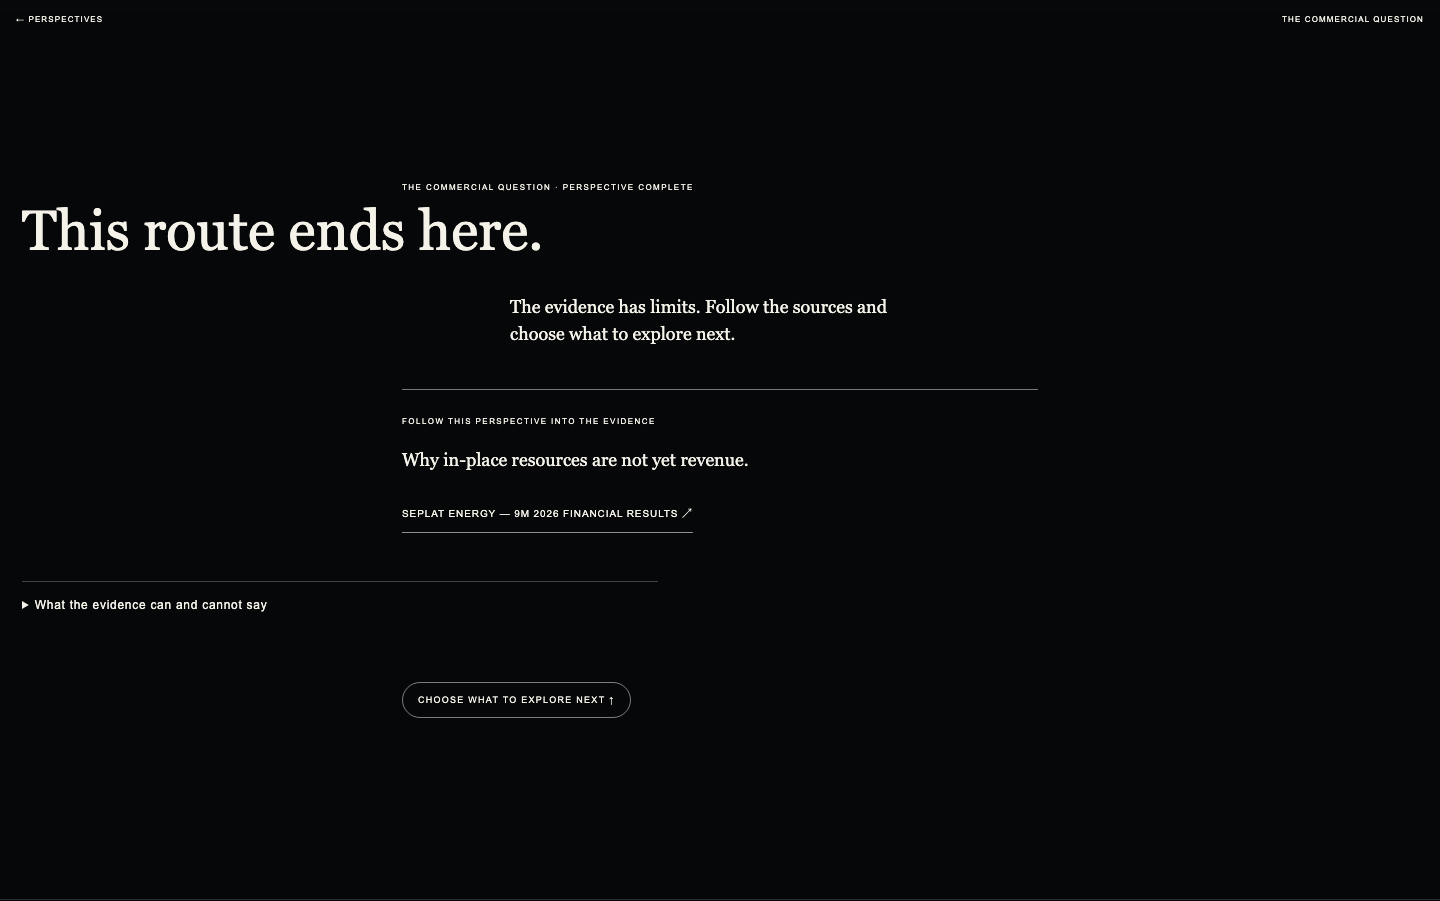 ← PERSPECTIVES
THE COMMERCIAL QUESTION
THE COMMERCIAL QUESTION · PERSPECTIVE COMPLETE
This route ends here.
The evidence has limits. Follow the sources and
choose what to explore next.
FOLLOW THIS PERSPECTIVE INTO THE EVIDENCE
Why in-place resources are not yet revenue.
SEPLAT ENERGY — 9M 2026 FINANCIAL RESULTS ↗
▶ What the evidence can and cannot say
CHOOSE WHAT TO EXPLORE NEXT ↑